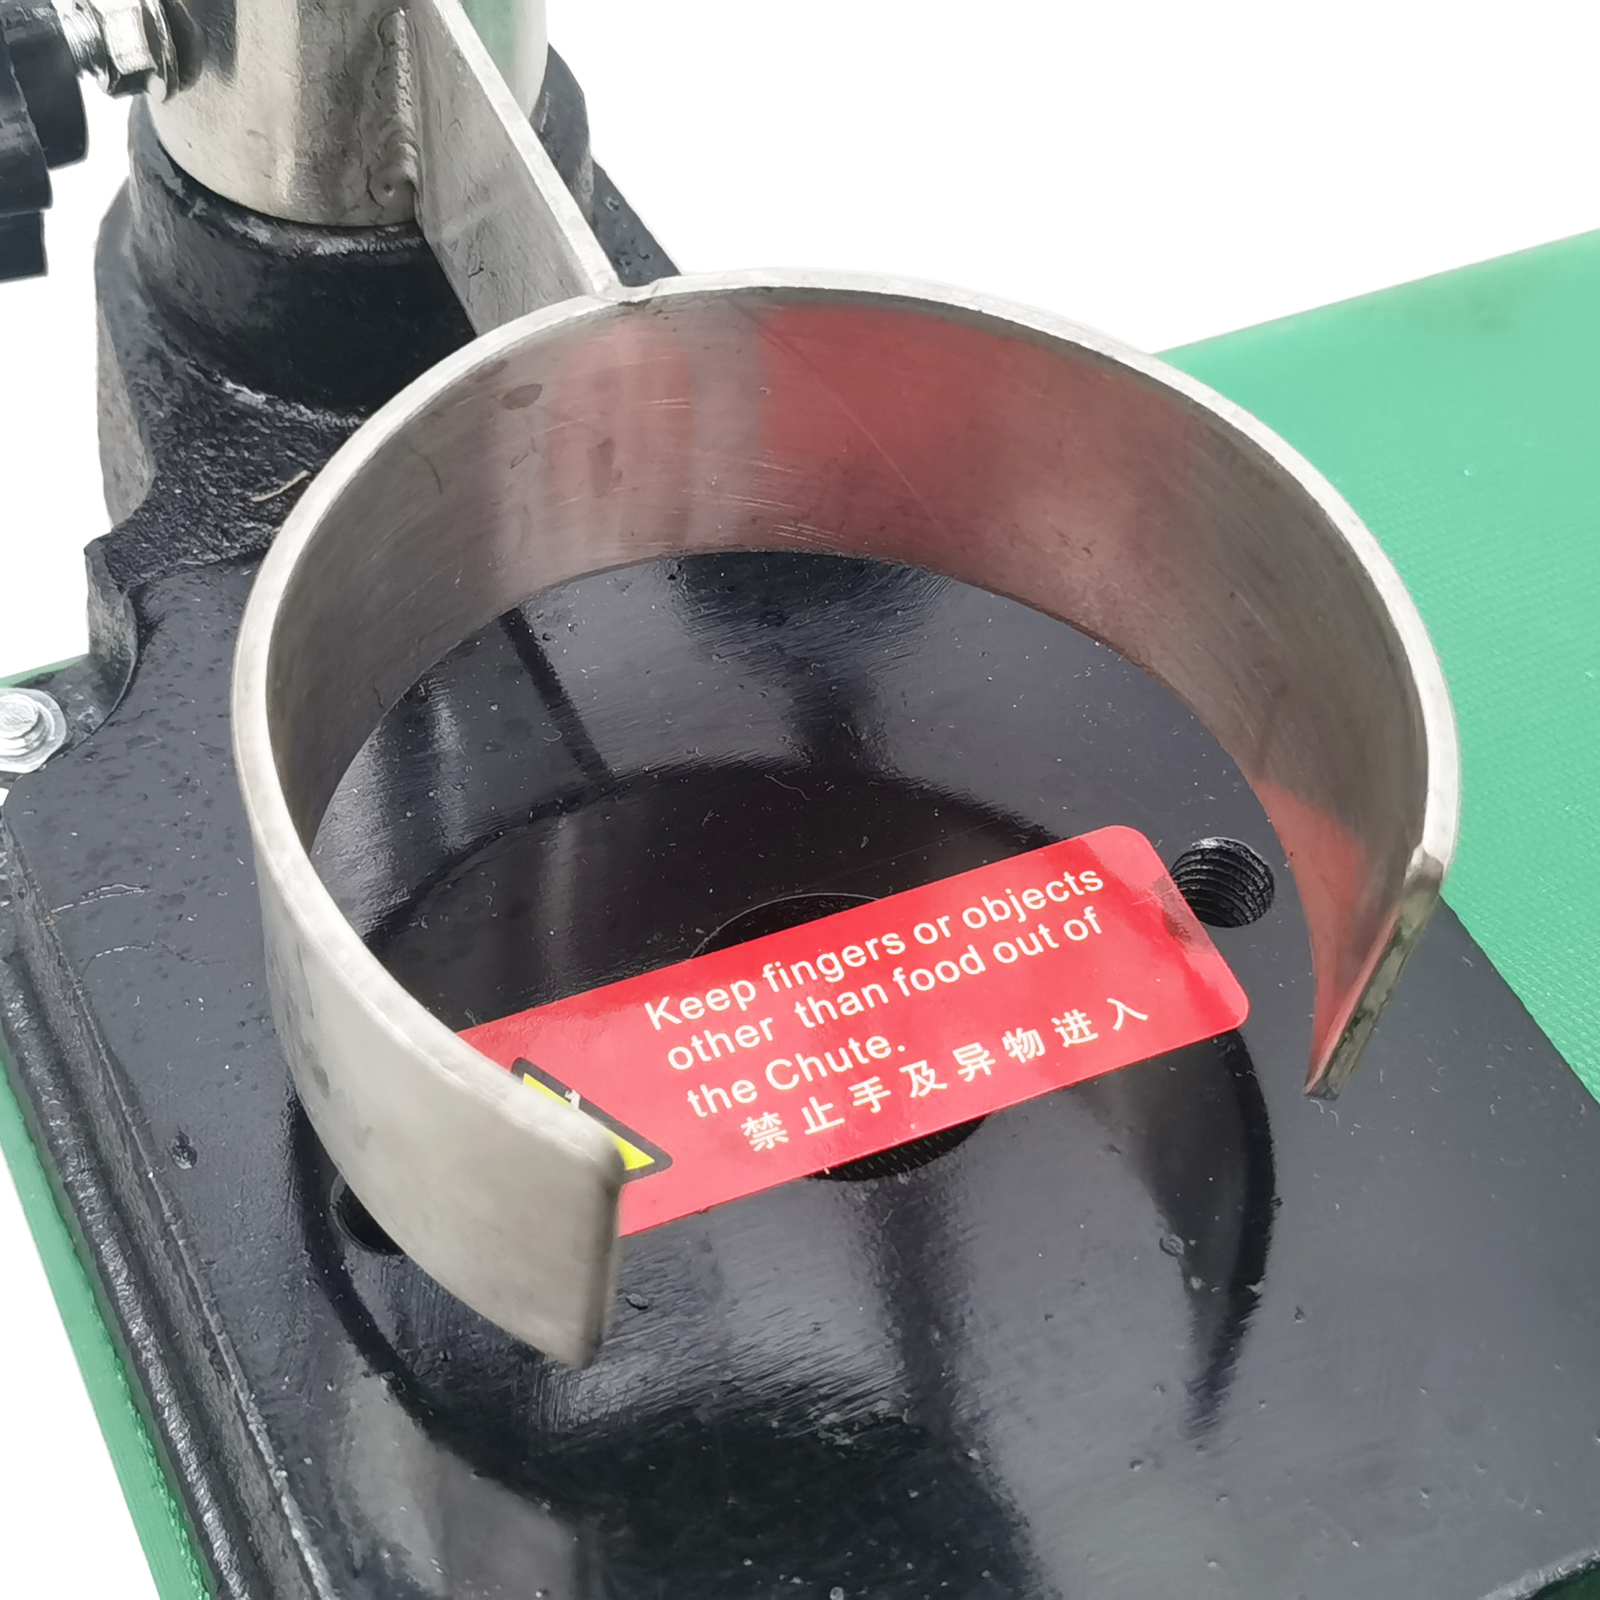 Keep fingers or objects
other than food out of
the Chute.
禁止手及异物进入